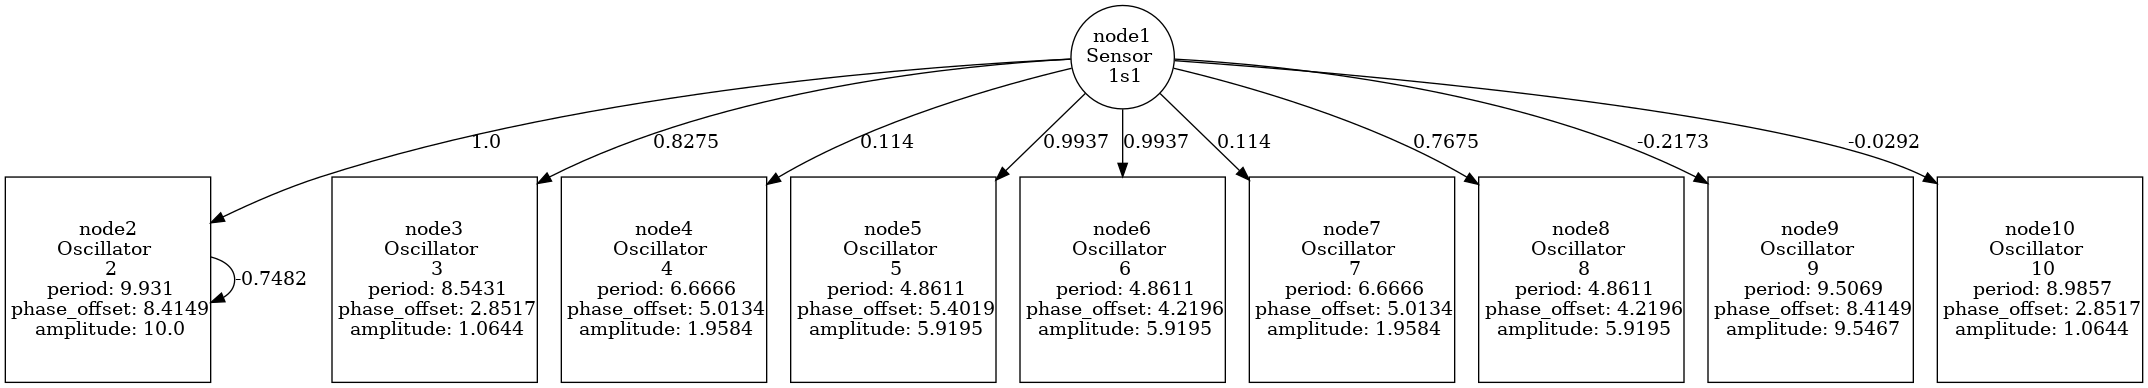 node1
Sensor
1s1
1.0
0.8275
0.114
0.9937
0.9937
0.114
0.7675
-0.2173
-0.0292
node2
Oscillator
2
period: 9.931
phase_offset: 8.4149
amplitude: 10.0
-0.7482
node3
Oscillator
3
period: 8.5431
phase_offset: 2.8517
amplitude: 1.0644
node4
Oscillator
4
period: 6.6666
phase_offset: 5.0134
amplitude: 1.9584
node5
Oscillator
5
period: 4.8611
phase_offset: 5.4019
amplitude: 5.9195
node6
Oscillator
6
period: 4.8611
phase_offset: 4.2196
amplitude: 5.9195
node7
Oscillator
7
period: 6.6666
phase_offset: 5.0134
amplitude: 1.9584
node8
Oscillator
8
period: 4.8611
phase_offset: 4.2196
amplitude: 5.9195
node9
Oscillator
9
period: 9.5069
phase_offset: 8.4149
amplitude: 9.5467
node10
Oscillator
10
period: 8.9857
phase_offset: 2.8517
amplitude: 1.0644